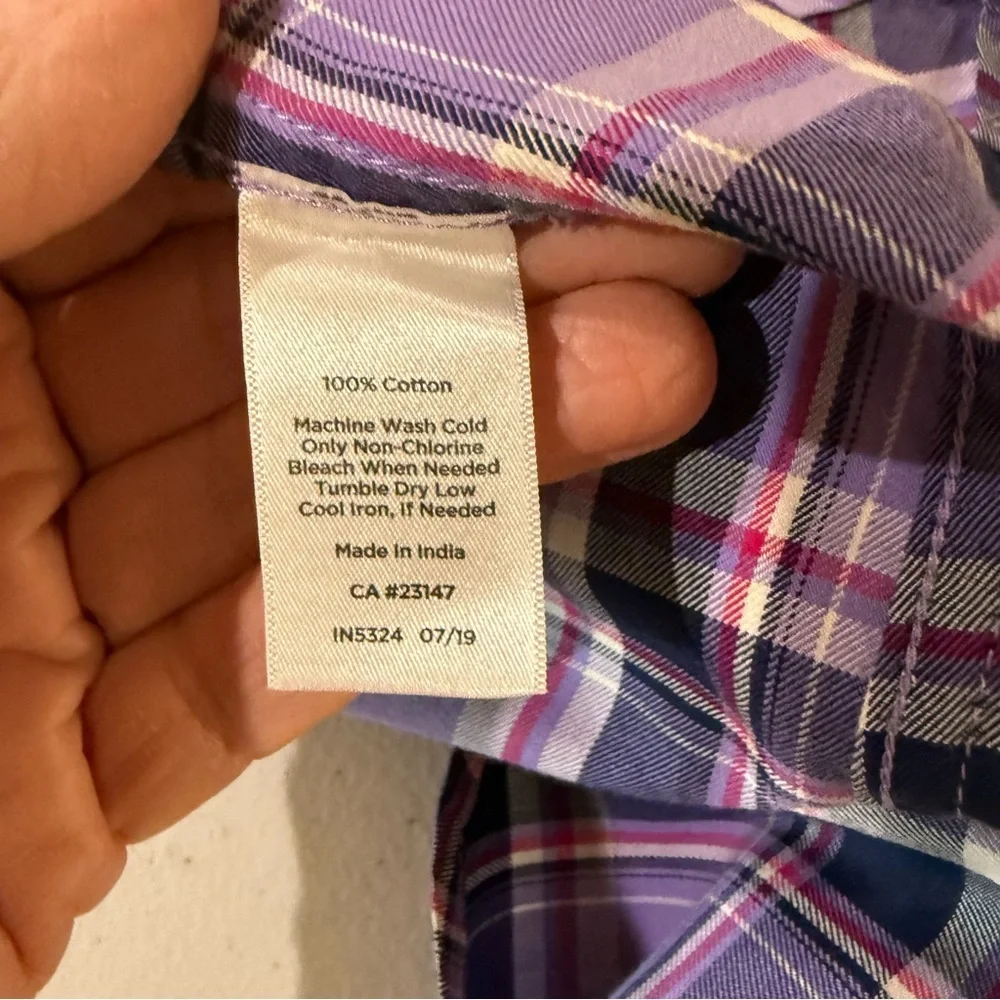 100% Cotton
Machine Wash Cold
Only Non-Chlorine
Bleach When Needed
Tumble Dry Low
Cool Iron, If Needed
Made In India
CA #23147
IN5324 07/19